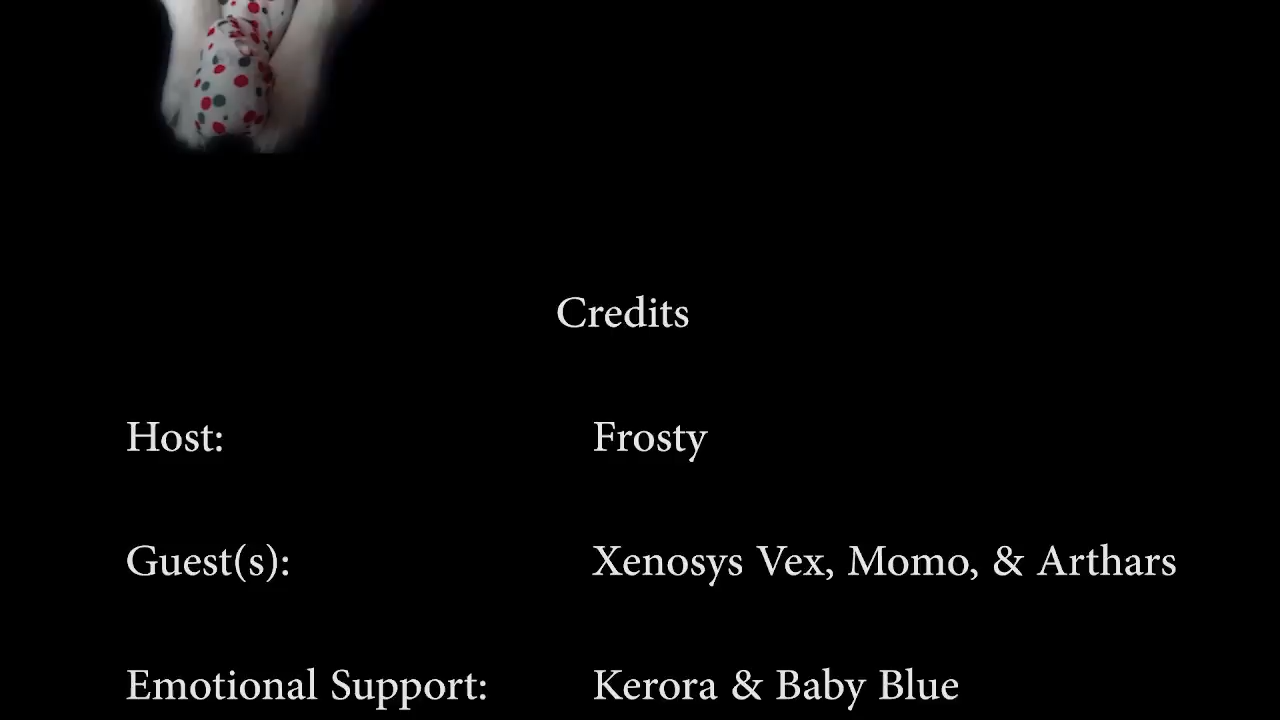 Credits
Host: Frosty
Guest(s): Xenosys Vex, Momo, & Arthars
Emotional Support: Kerora & Baby Blue